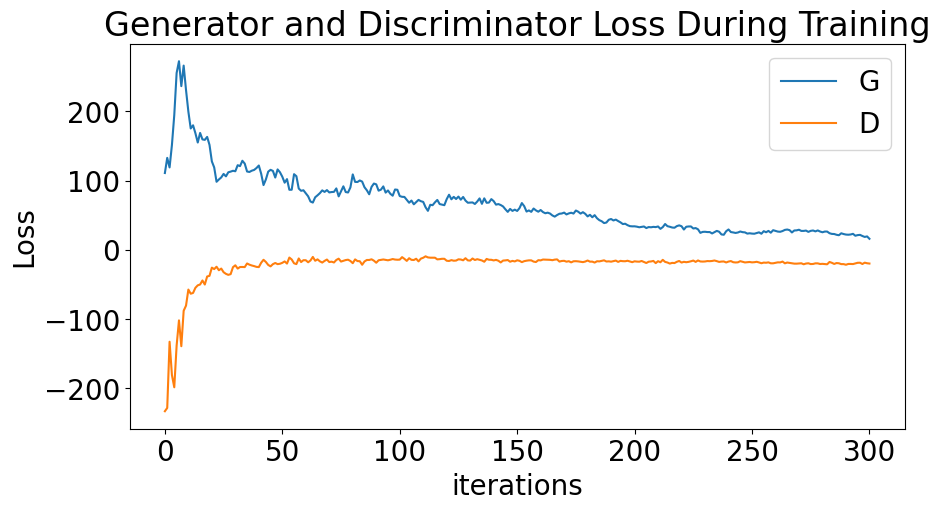 Generator and Discriminator Loss During Training
G
D
200
100
0
−100
−200
Loss
0 50 100 150 200 250 300
iterations